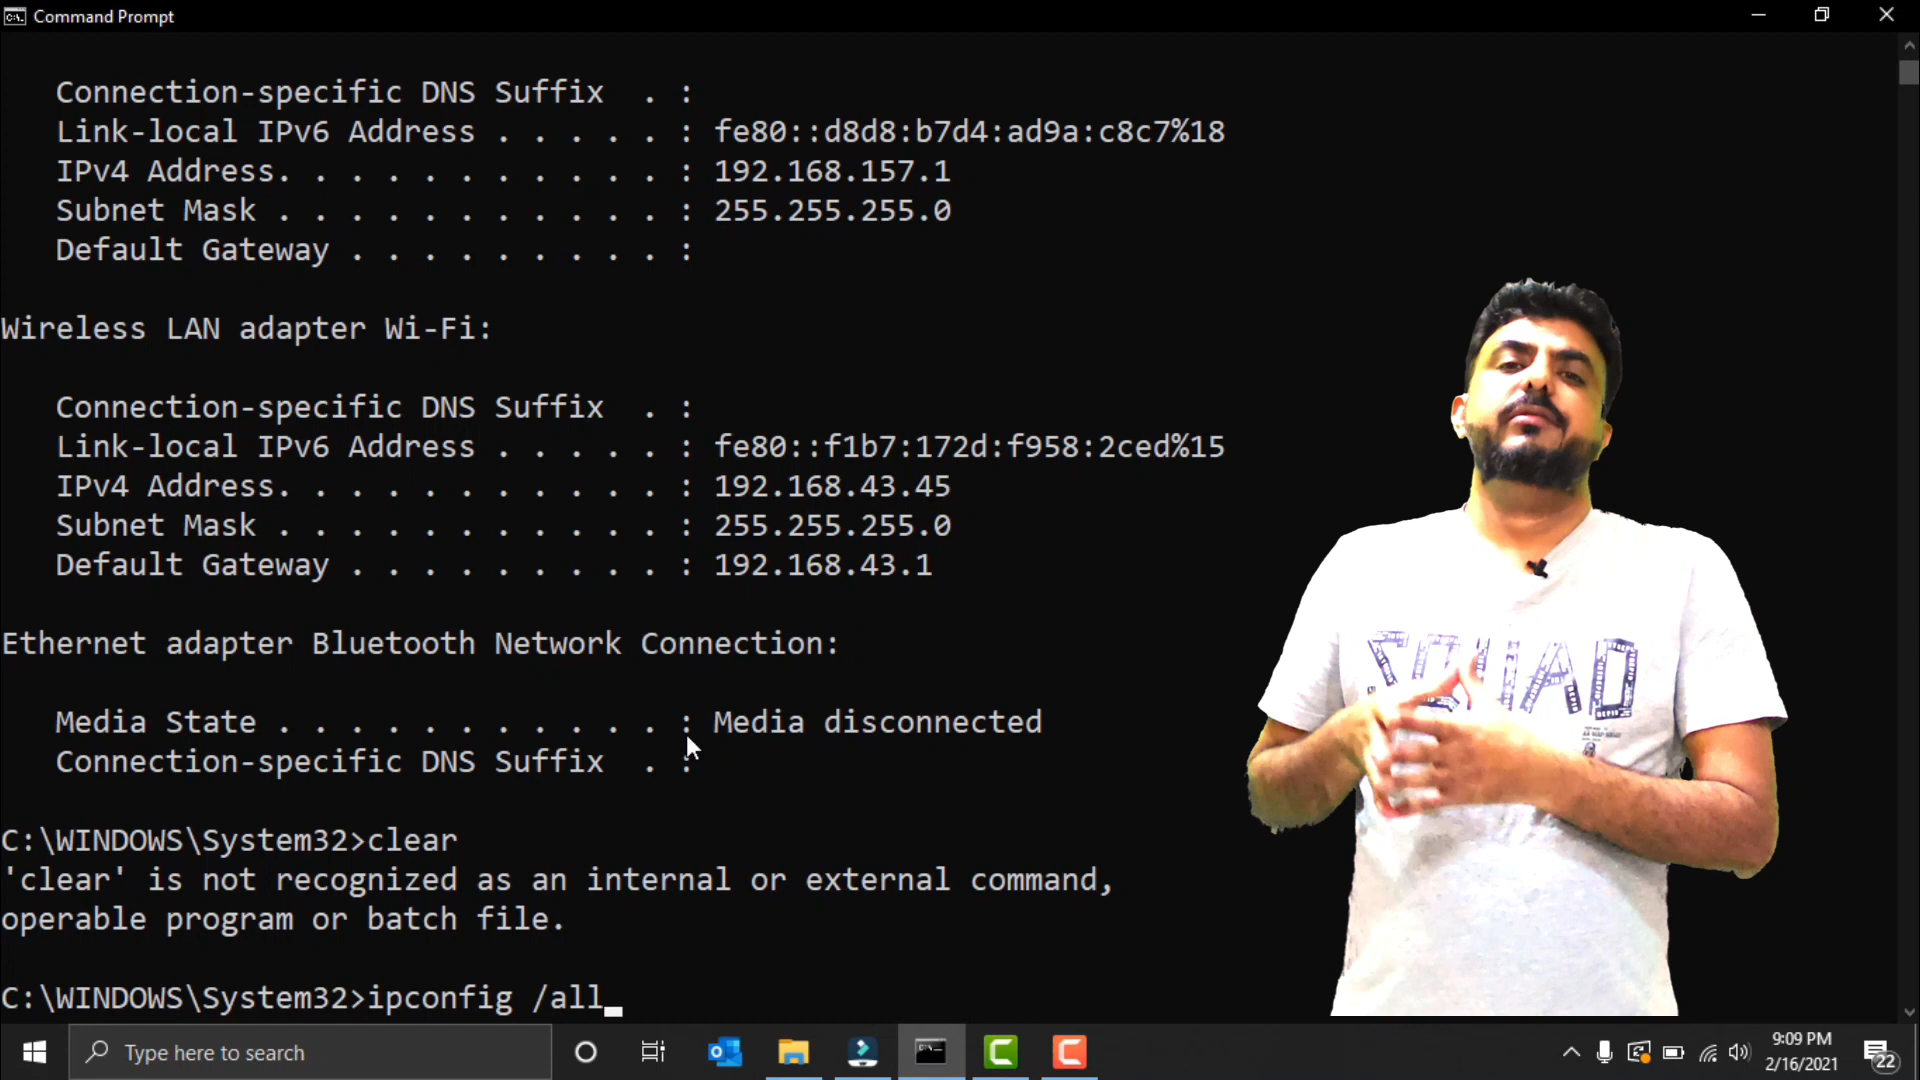 Command Prompt
Connection-specific DNS Suffix  . :
Link-local IPv6 Address . . . . . : fe80::d8d8:b7d4:ad9a:c8c7%18
IPv4 Address. . . . . . . . . . . : 192.168.157.1
Subnet Mask . . . . . . . . . . . : 255.255.255.0
Default Gateway . . . . . . . . . :
Wireless LAN adapter Wi-Fi:
Connection-specific DNS Suffix  . :
Link-local IPv6 Address . . . . . : fe80::f1b7:172d:f958:2ced%15
IPv4 Address. . . . . . . . . . . : 192.168.43.45
Subnet Mask . . . . . . . . . . . : 255.255.255.0
Default Gateway . . . . . . . . . : 192.168.43.1
Ethernet adapter Bluetooth Network Connection:
Media State . . . . . . . . . . . : Media disconnected
Connection-specific DNS Suffix  . :
C:\WINDOWS\System32>clear
'clear' is not recognized as an internal or external command,
operable program or batch file.
C:\WINDOWS\System32>ipconfig /all_
SQUAD
Type here to search
9:09 PM
2/16/2021
22